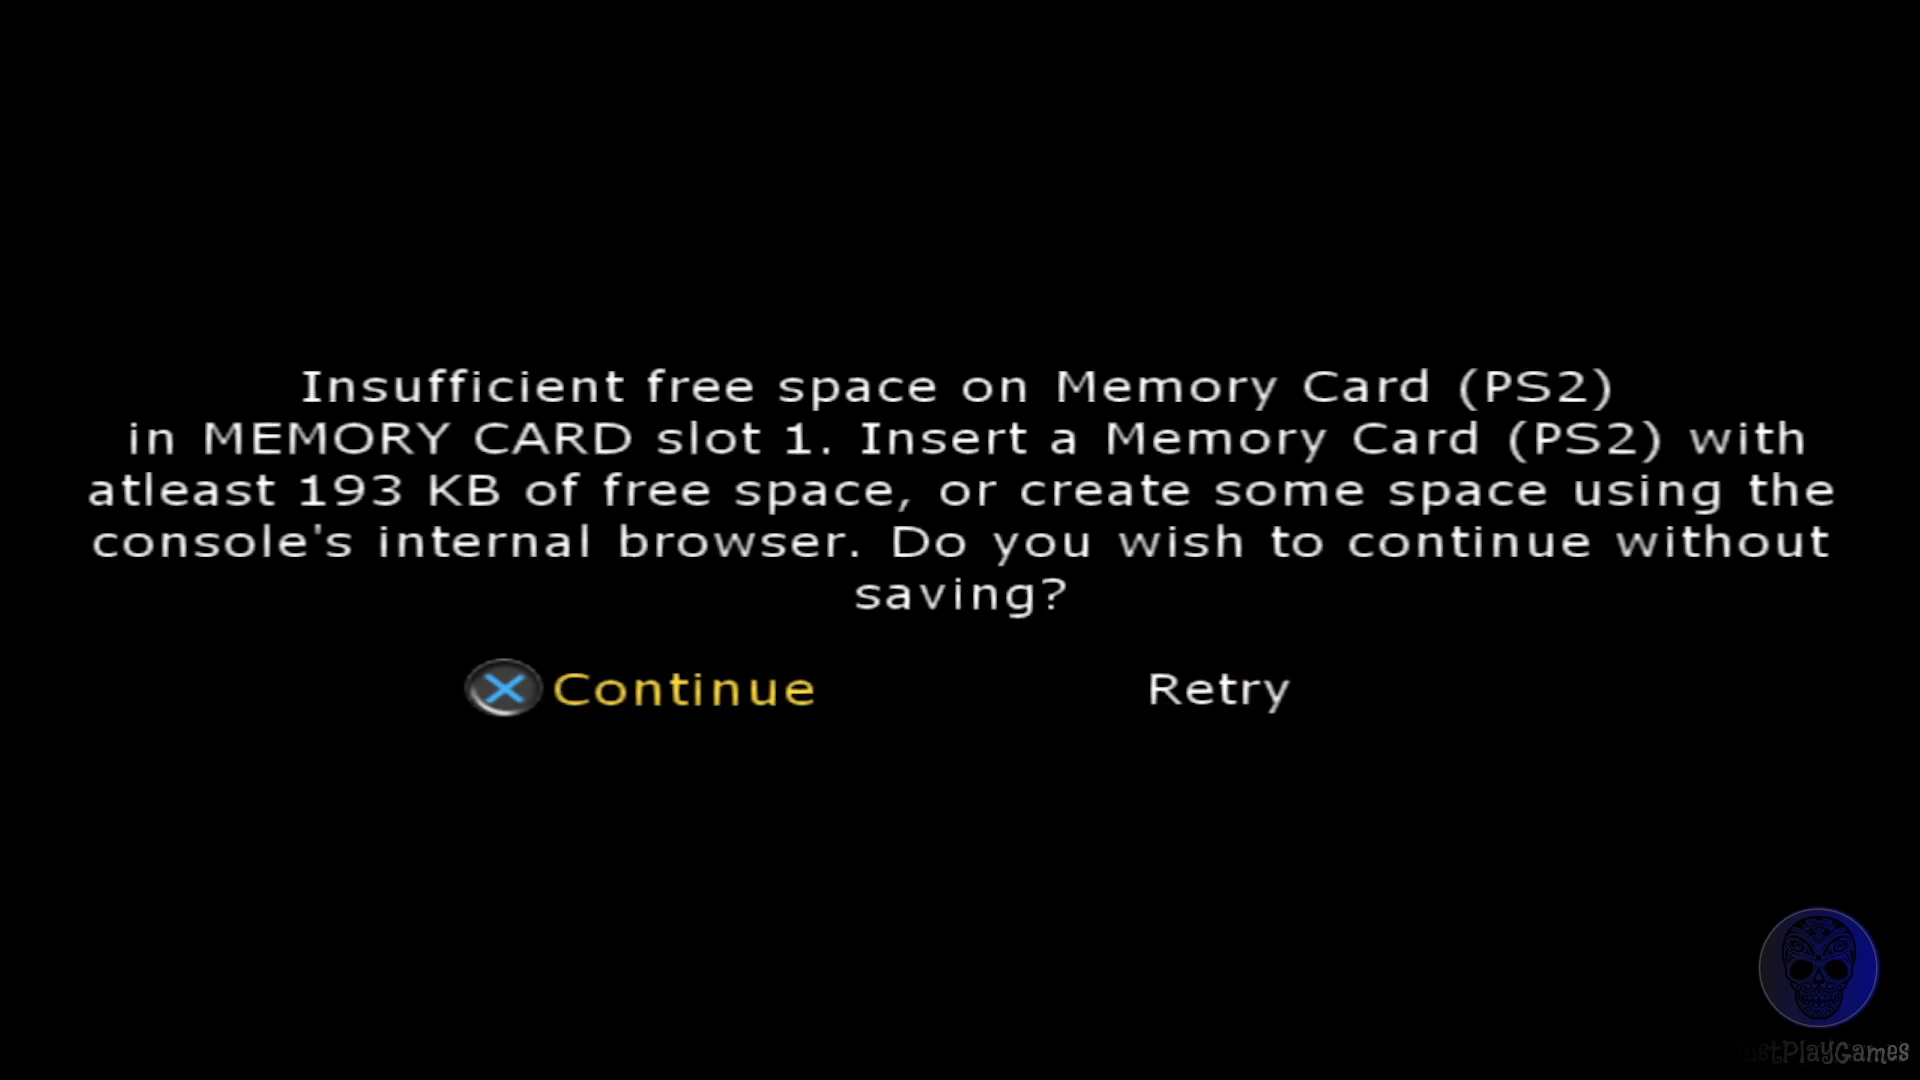 Insufficient free space on Memory Card (PS2)
in MEMORY CARD slot 1. Insert a Memory Card (PS2) with
atleast 193 KB of free space, or create some space using the
console's internal browser. Do you wish to continue without
saving?
Continue Retry
JustPlayGames